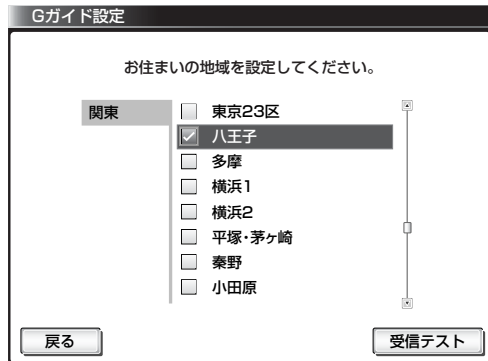 Gガイド設定
お住まいの地域を設定してください。
関東
東京23区
八王子
多摩
横浜1
横浜2
平塚・茅ヶ崎
秦野
小田原
戻る
受信テスト